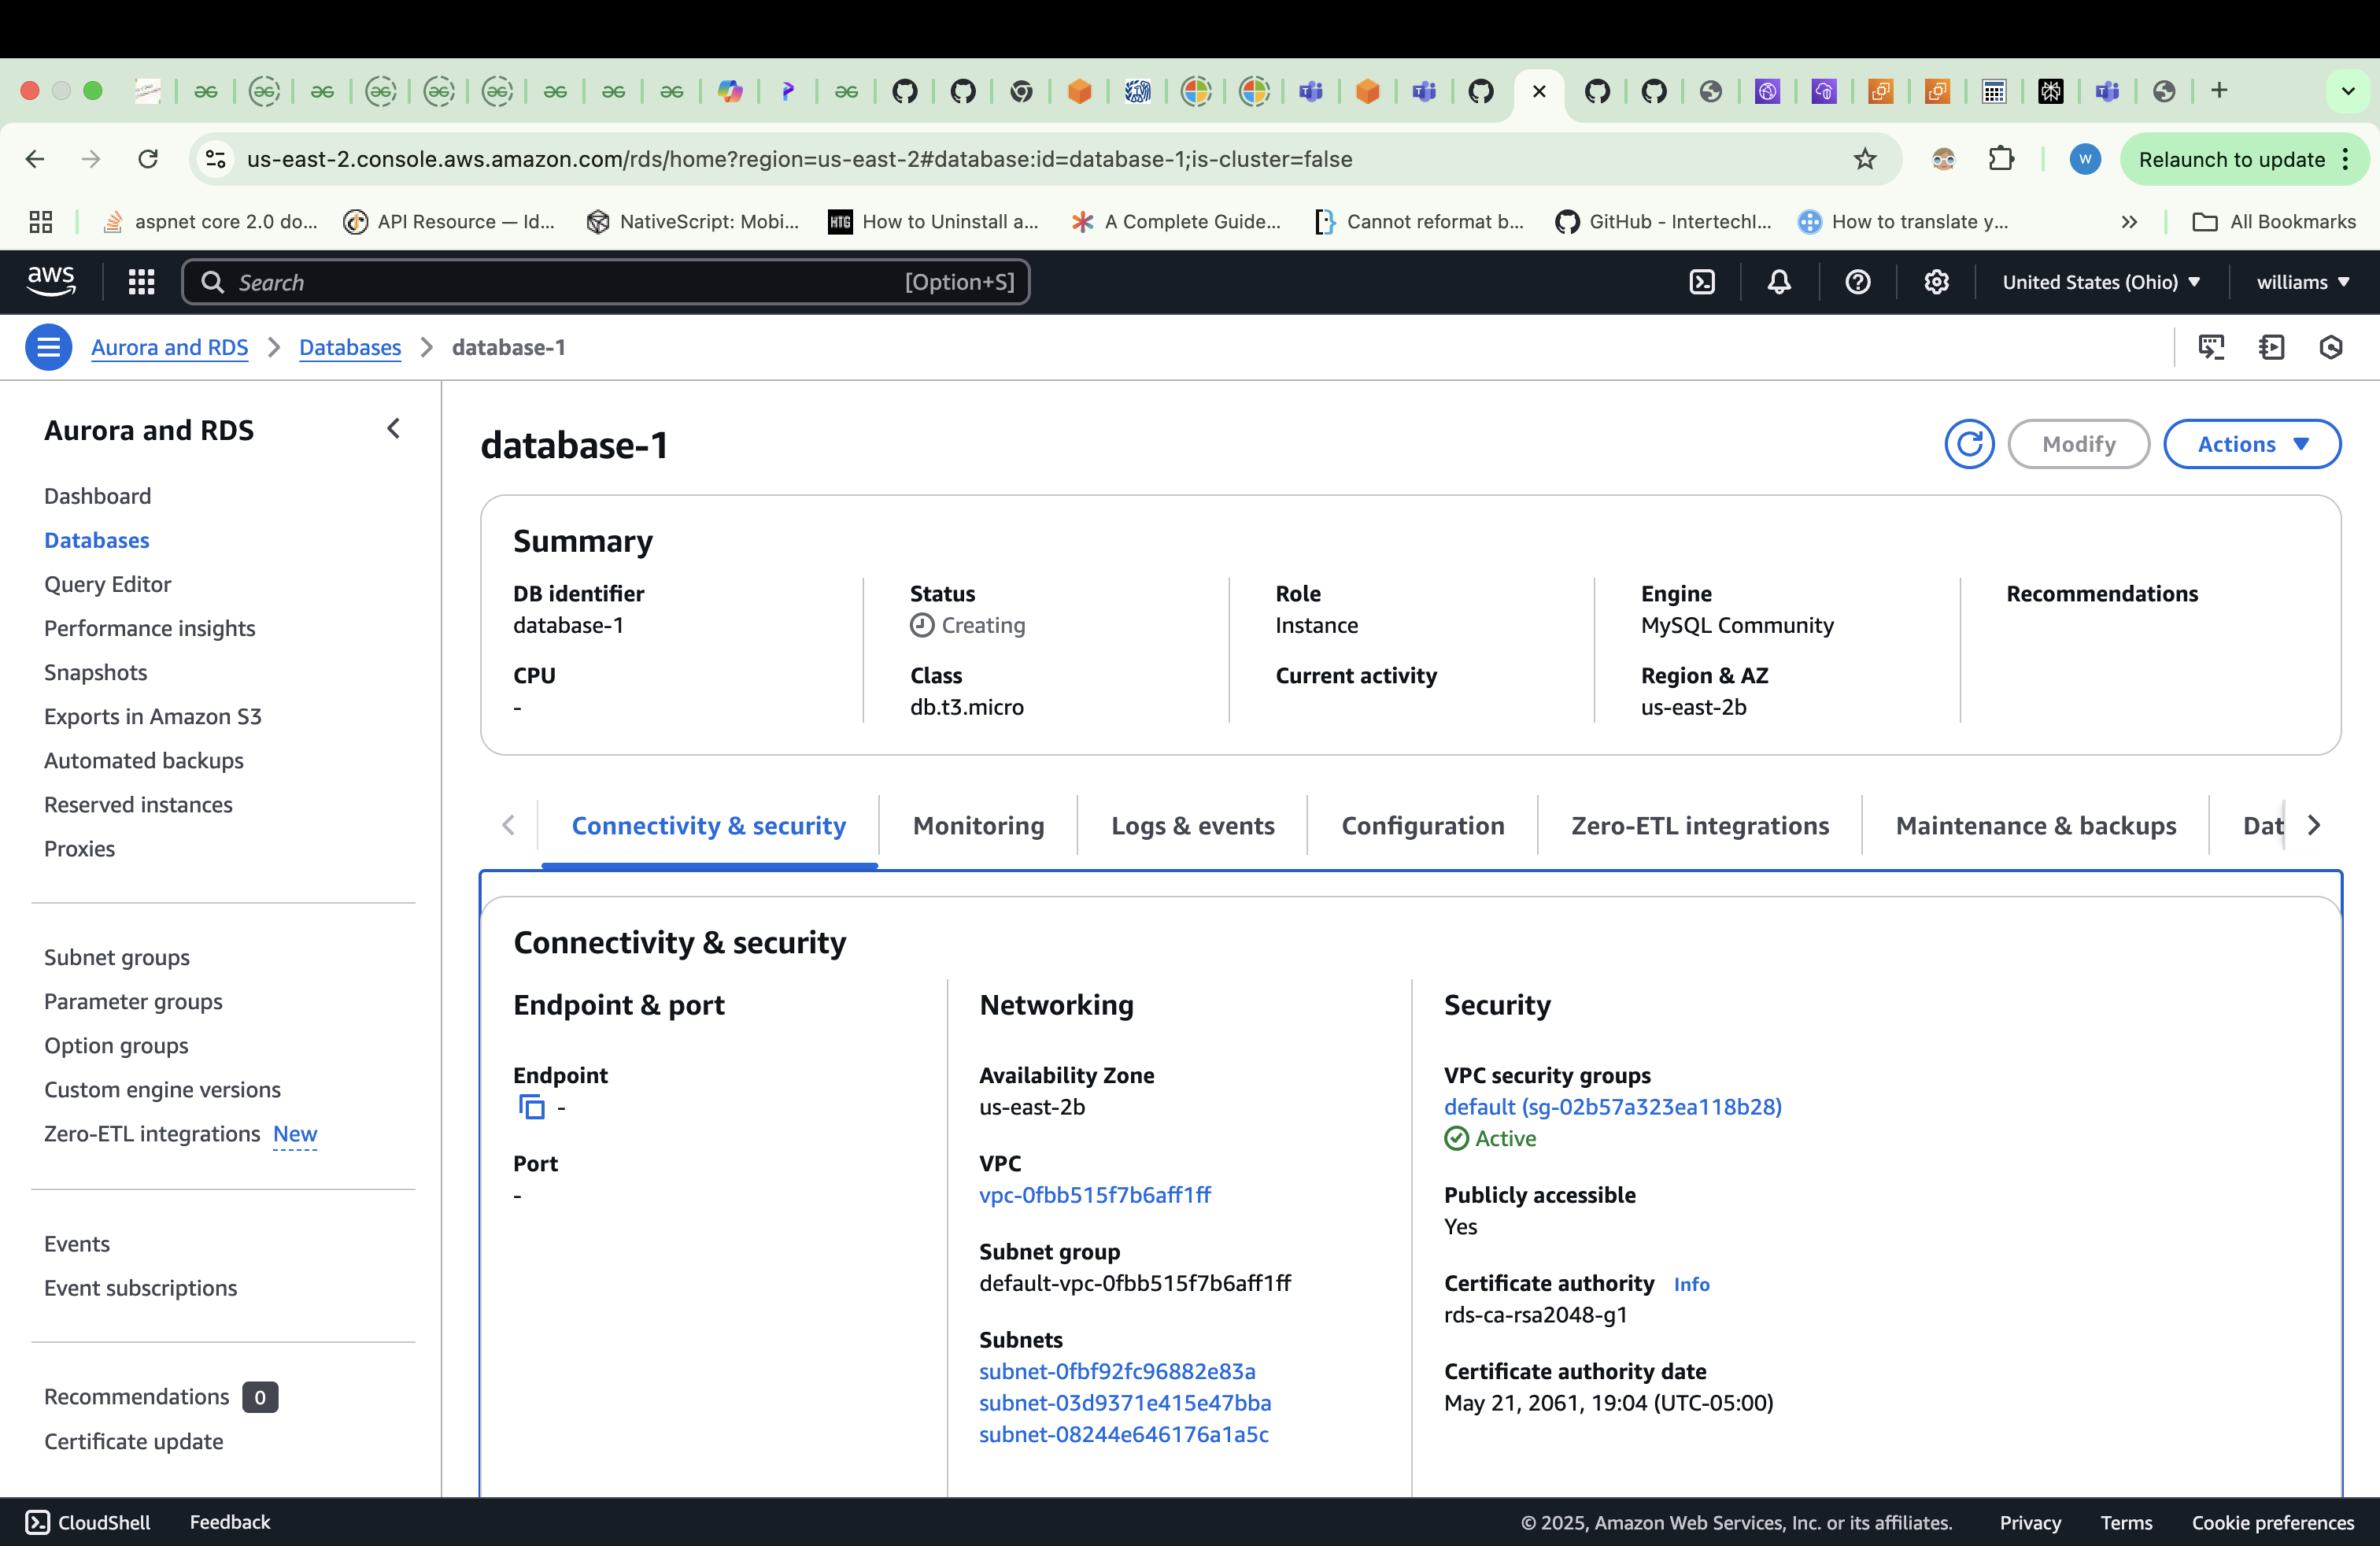 us-east-2.console.aws.amazon.com/rds/home?region=us-east-2#database:id=database-1;is-cluster=false
W
Relaunch to update
aspnet core 2.0 do...
API Resource — Id...
NativeScript: Mobi...
HTG
How to Uninstall a...
A Complete Guide...
Cannot reformat b...
GitHub - Intertechl...
How to translate y...
All Bookmarks
aws
Search
[Option+S]
United States (Ohio)
williams
Aurora and RDS
Databases
database-1
Aurora and RDS
Dashboard
Databases
Query Editor
Performance insights
Snapshots
Exports in Amazon S3
Automated backups
Reserved instances
Proxies
Subnet groups
Parameter groups
Option groups
Custom engine versions
Zero-ETL integrations New
Events
Event subscriptions
Recommendations 0
Certificate update
database-1
Modify
Actions
Summary
DB identifier
database-1
CPU
-
Status
Creating
Class
db.t3.micro
Role
Instance
Current activity
Engine
MySQL Community
Region & AZ
us-east-2b
Recommendations
Connectivity & security
Monitoring
Logs & events
Configuration
Zero-ETL integrations
Maintenance & backups
Dat
Connectivity & security
Endpoint & port
Endpoint
-
Port
-
Networking
Availability Zone
us-east-2b
VPC
vpc-0fbb515f7b6aff1ff
Subnet group
default-vpc-0fbb515f7b6aff1ff
Subnets
subnet-0fbf92fc96882e83a
subnet-03d9371e415e47bba
subnet-08244e646176a1a5c
Security
VPC security groups
default (sg-02b57a323ea118b28)
Active
Publicly accessible
Yes
Certificate authority Info
rds-ca-rsa2048-g1
Certificate authority date
May 21, 2061, 19:04 (UTC-05:00)
CloudShell
Feedback
© 2025, Amazon Web Services, Inc. or its affiliates.
Privacy
Terms
Cookie preferences